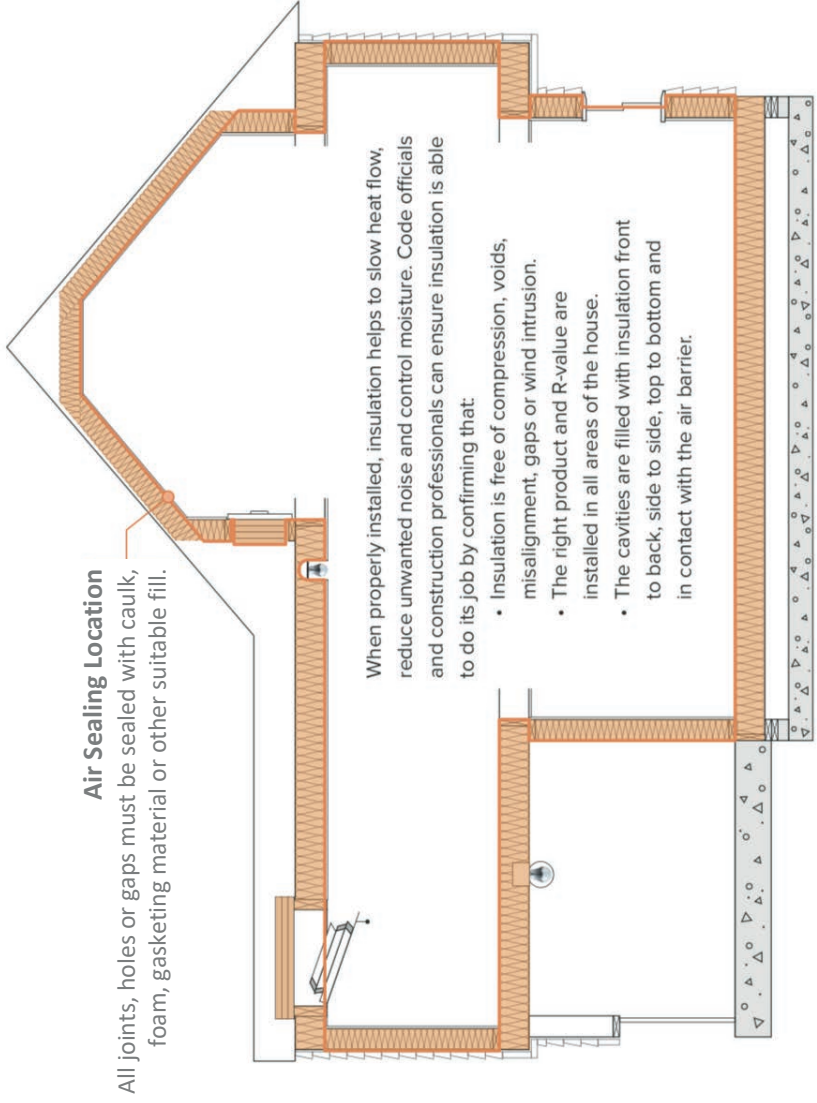 Air Sealing Location
All joints, holes or gaps must be sealed with caulk,
foam, gasketing material or other suitable fill.
When properly installed, insulation helps to slow heat flow,
reduce unwanted noise and control moisture. Code officials
and construction professionals can ensure insulation is able
to do its job by confirming that:
• Insulation is free of compression, voids,
misalignment, gaps or wind intrusion.
• The right product and R-value are
installed in all areas of the house.
• The cavities are filled with insulation front
to back, side to side, top to bottom and
in contact with the air barrier.